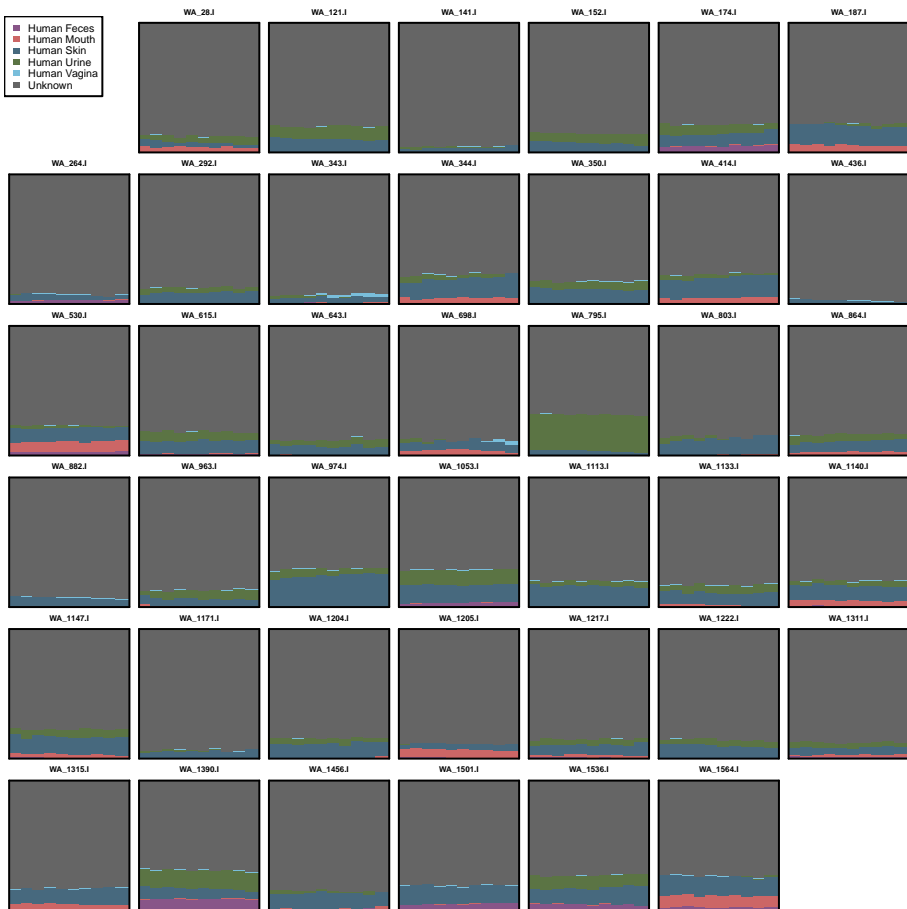 Human Feces
Human Mouth
Human Skin
Human Urine
Human Vagina
Unknown
WA_28.I
WA_121.I
WA_141.I
WA_152.I
WA_174.I
WA_187.I
WA_264.I
WA_292.I
WA_343.I
WA_344.I
WA_350.I
WA_414.I
WA_436.I
WA_530.I
WA_615.I
WA_643.I
WA_698.I
WA_795.I
WA_803.I
WA_864.I
WA_882.I
WA_963.I
WA_974.I
WA_1053.I
WA_1113.I
WA_1133.I
WA_1140.I
WA_1147.I
WA_1171.I
WA_1204.I
WA_1205.I
WA_1217.I
WA_1222.I
WA_1311.I
WA_1315.I
WA_1390.I
WA_1456.I
WA_1501.I
WA_1536.I
WA_1564.I